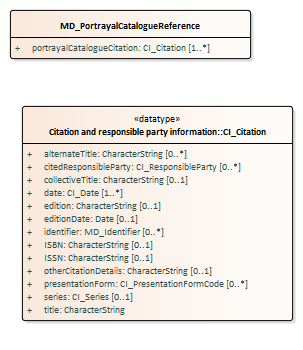 MD_PortrayalCatalogueReference
+ portrayalCatalogueCitation: CI_Citation [1..*]
«datatype»
Citation and responsible party information::CI_Citation
+ alternateTitle: CharacterString [0..*]
+ citedResponsibleParty: CI_ResponsibleParty [0..*]
+ collectiveTitle: CharacterString [0..1]
+ date: CI_Date [1..*]
+ edition: CharacterString [0..1]
+ editionDate: Date [0..1]
+ identifier: MD_Identifier [0..*]
+ ISBN: CharacterString [0..1]
+ ISSN: CharacterString [0..1]
+ otherCitationDetails: CharacterString [0..1]
+ presentationForm: CI_PresentationFormCode [0..*]
+ series: CI_Series [0..1]
+ title: CharacterString